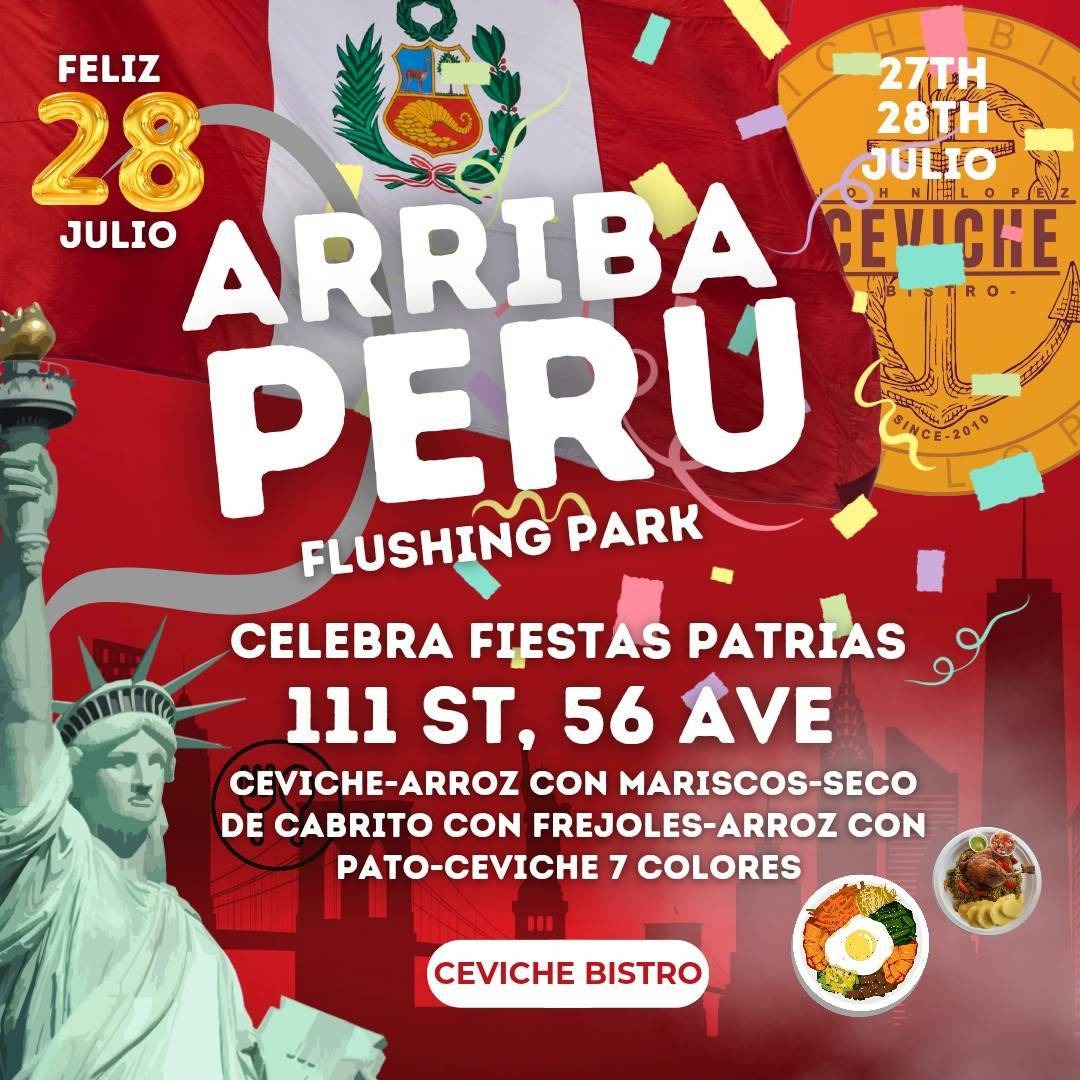 FELIZ
28
JULIO
27TH
28TH
JULIO
JOHN LOPEZ
CEVICHE
BISTRO-
SINCE-2010
ARRIBA
PERU
FLUSHING PARK
CELEBRA FIESTAS PATRIAS
111 ST, 56 AVE
CEVICHE-ARROZ CON MARISCOS-SECO
DE CABRITO CON FREJOLES-ARROZ CON
PATO-CEVICHE 7 COLORES
CEVICHE BISTRO